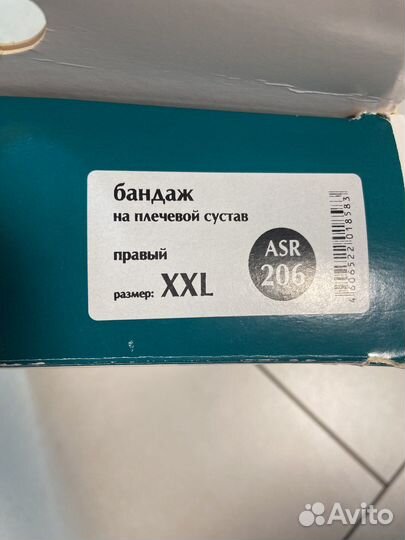 бандаж
на плечевой сустав
правый
размер: XXL
ASR
206
4606522018583
Avito